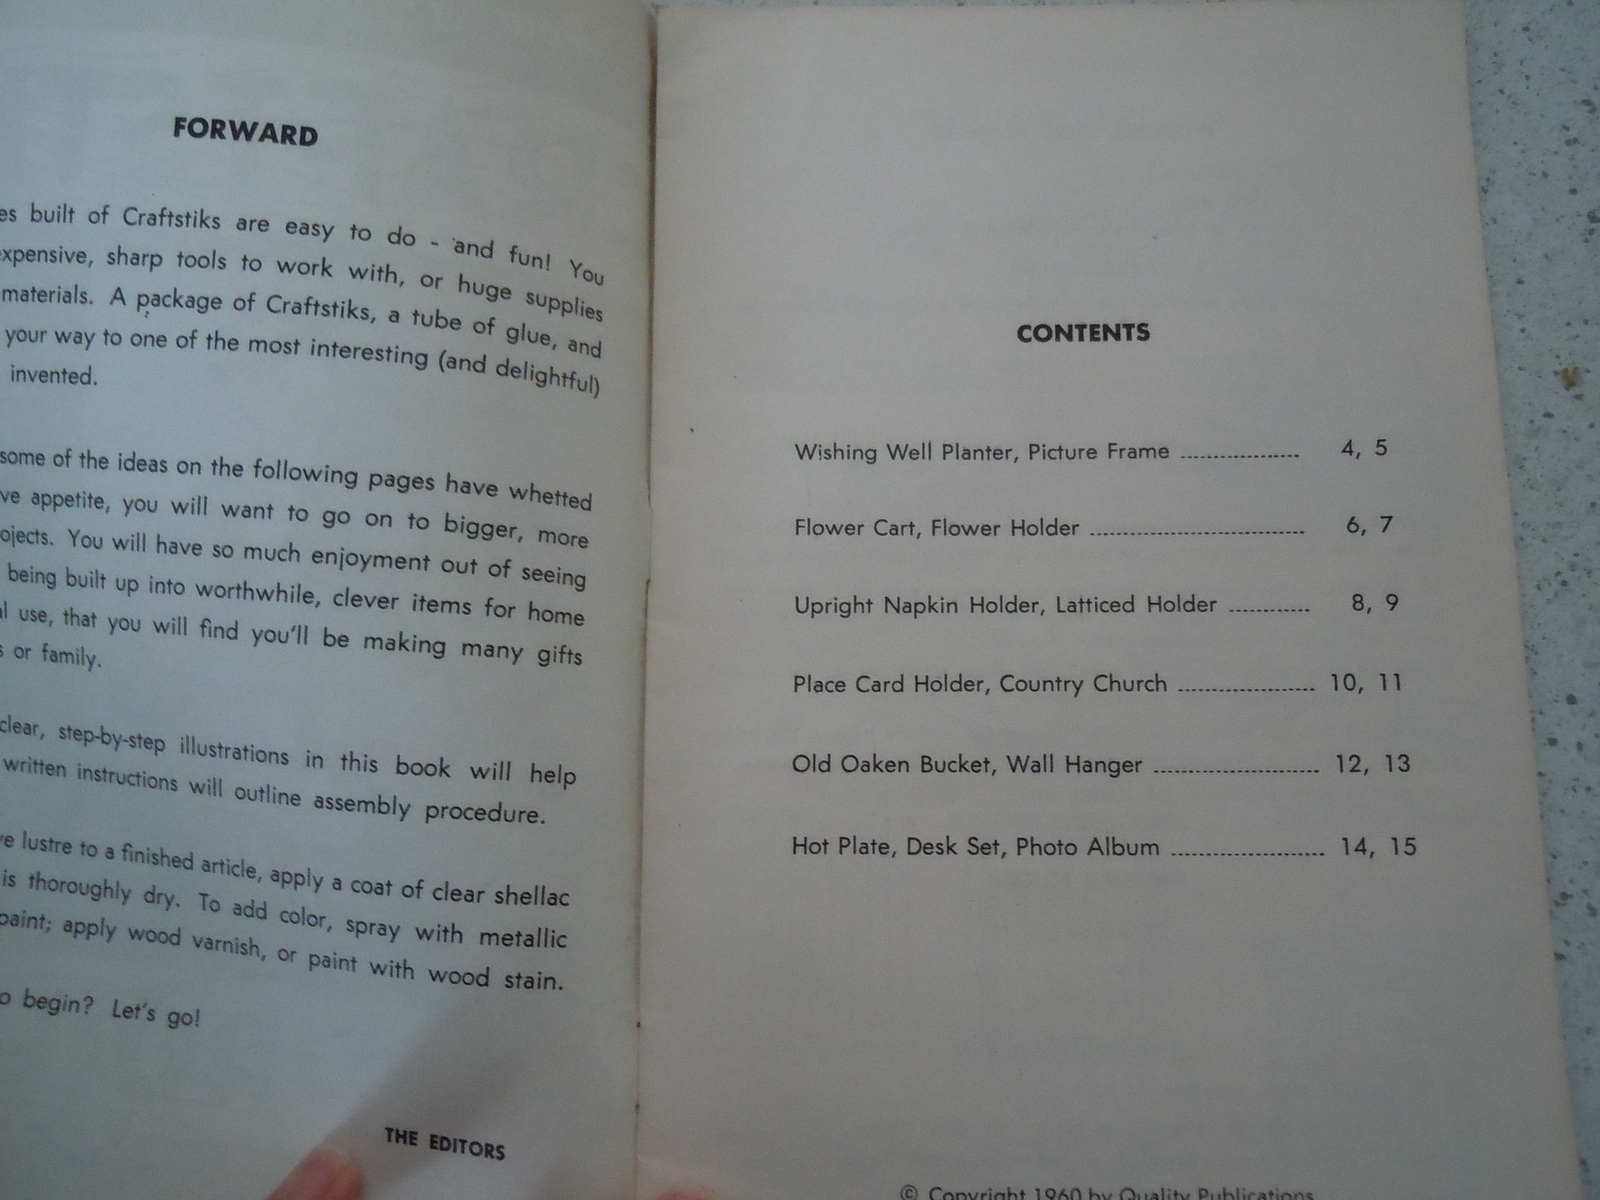 FORWARD
es built of Craftstiks are easy to do - and fun! You
expensive, sharp tools to work with, or huge supplies
materials. A package of Craftstiks, a tube of glue, and
your way to one of the most interesting (and delightful)
invented.
some of the ideas on the following pages have whetted
ve appetite, you will want to go on to bigger, more
ojects. You will have so much enjoyment out of seeing
being built up into worthwhile, clever items for home
al use, that you will find you'll be making many gifts
s or family.
clear, step-by-step illustrations in this book will help
written instructions will outline assembly procedure.
ve lustre to a finished article, apply a coat of clear shellac
is thoroughly dry. To add color, spray with metallic
paint; apply wood varnish, or paint with wood stain.
o begin? Let's go!
THE EDITORS
CONTENTS
Wishing Well Planter, Picture Frame .................... 4, 5
Flower Cart, Flower Holder .................................... 6, 7
Upright Napkin Holder, Latticed Holder ............. 8, 9
Place Card Holder, Country Church ...................... 10, 11
Old Oaken Bucket, Wall Hanger ........................... 12, 13
Hot Plate, Desk Set, Photo Album ......................... 14, 15
© Copyright 1960 by Quality Publications